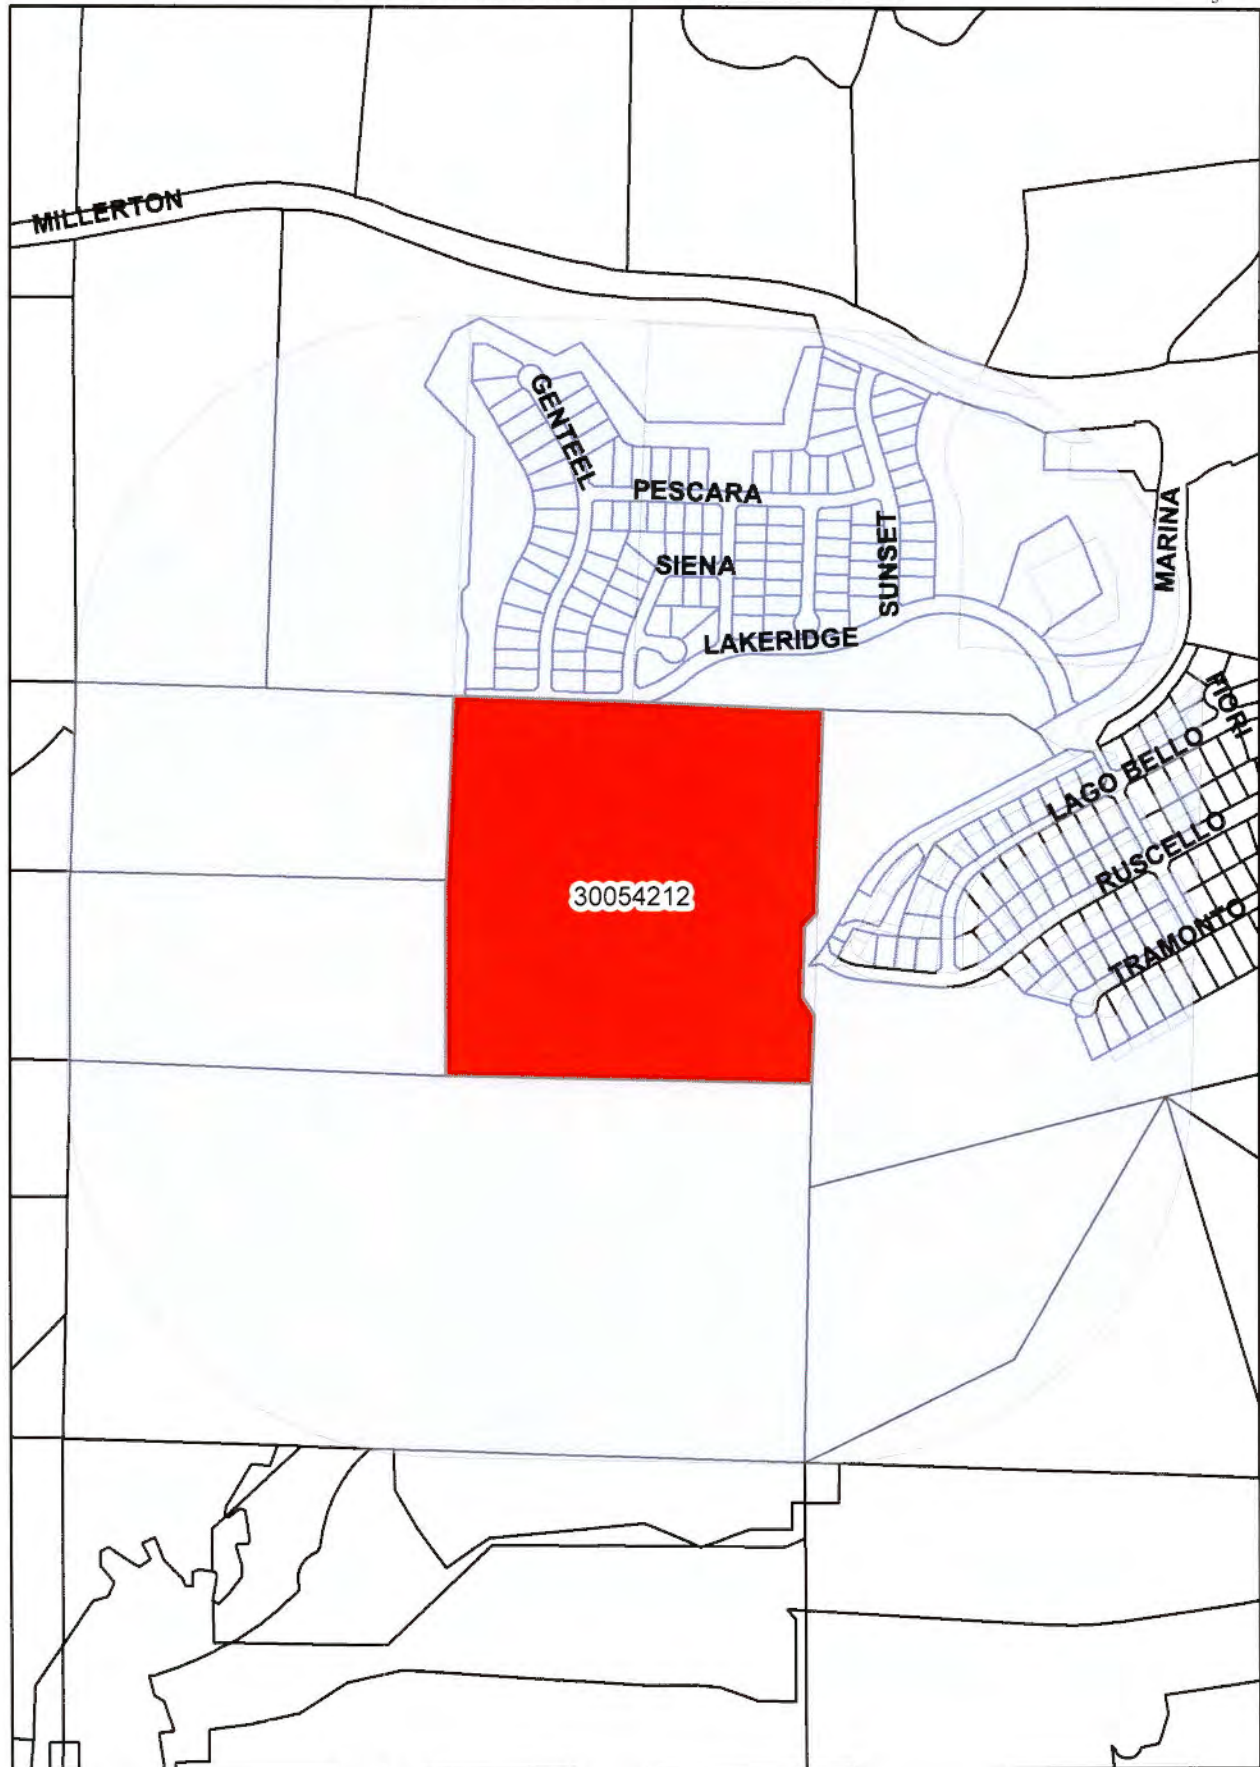 MILLERTON
GENTEEL
PESCARA
SIENA
SUNSET
MARINA
LAKERIDGE
FIORI
LAGO BELLO
RUSCELLO
30054212
TRAMONTO